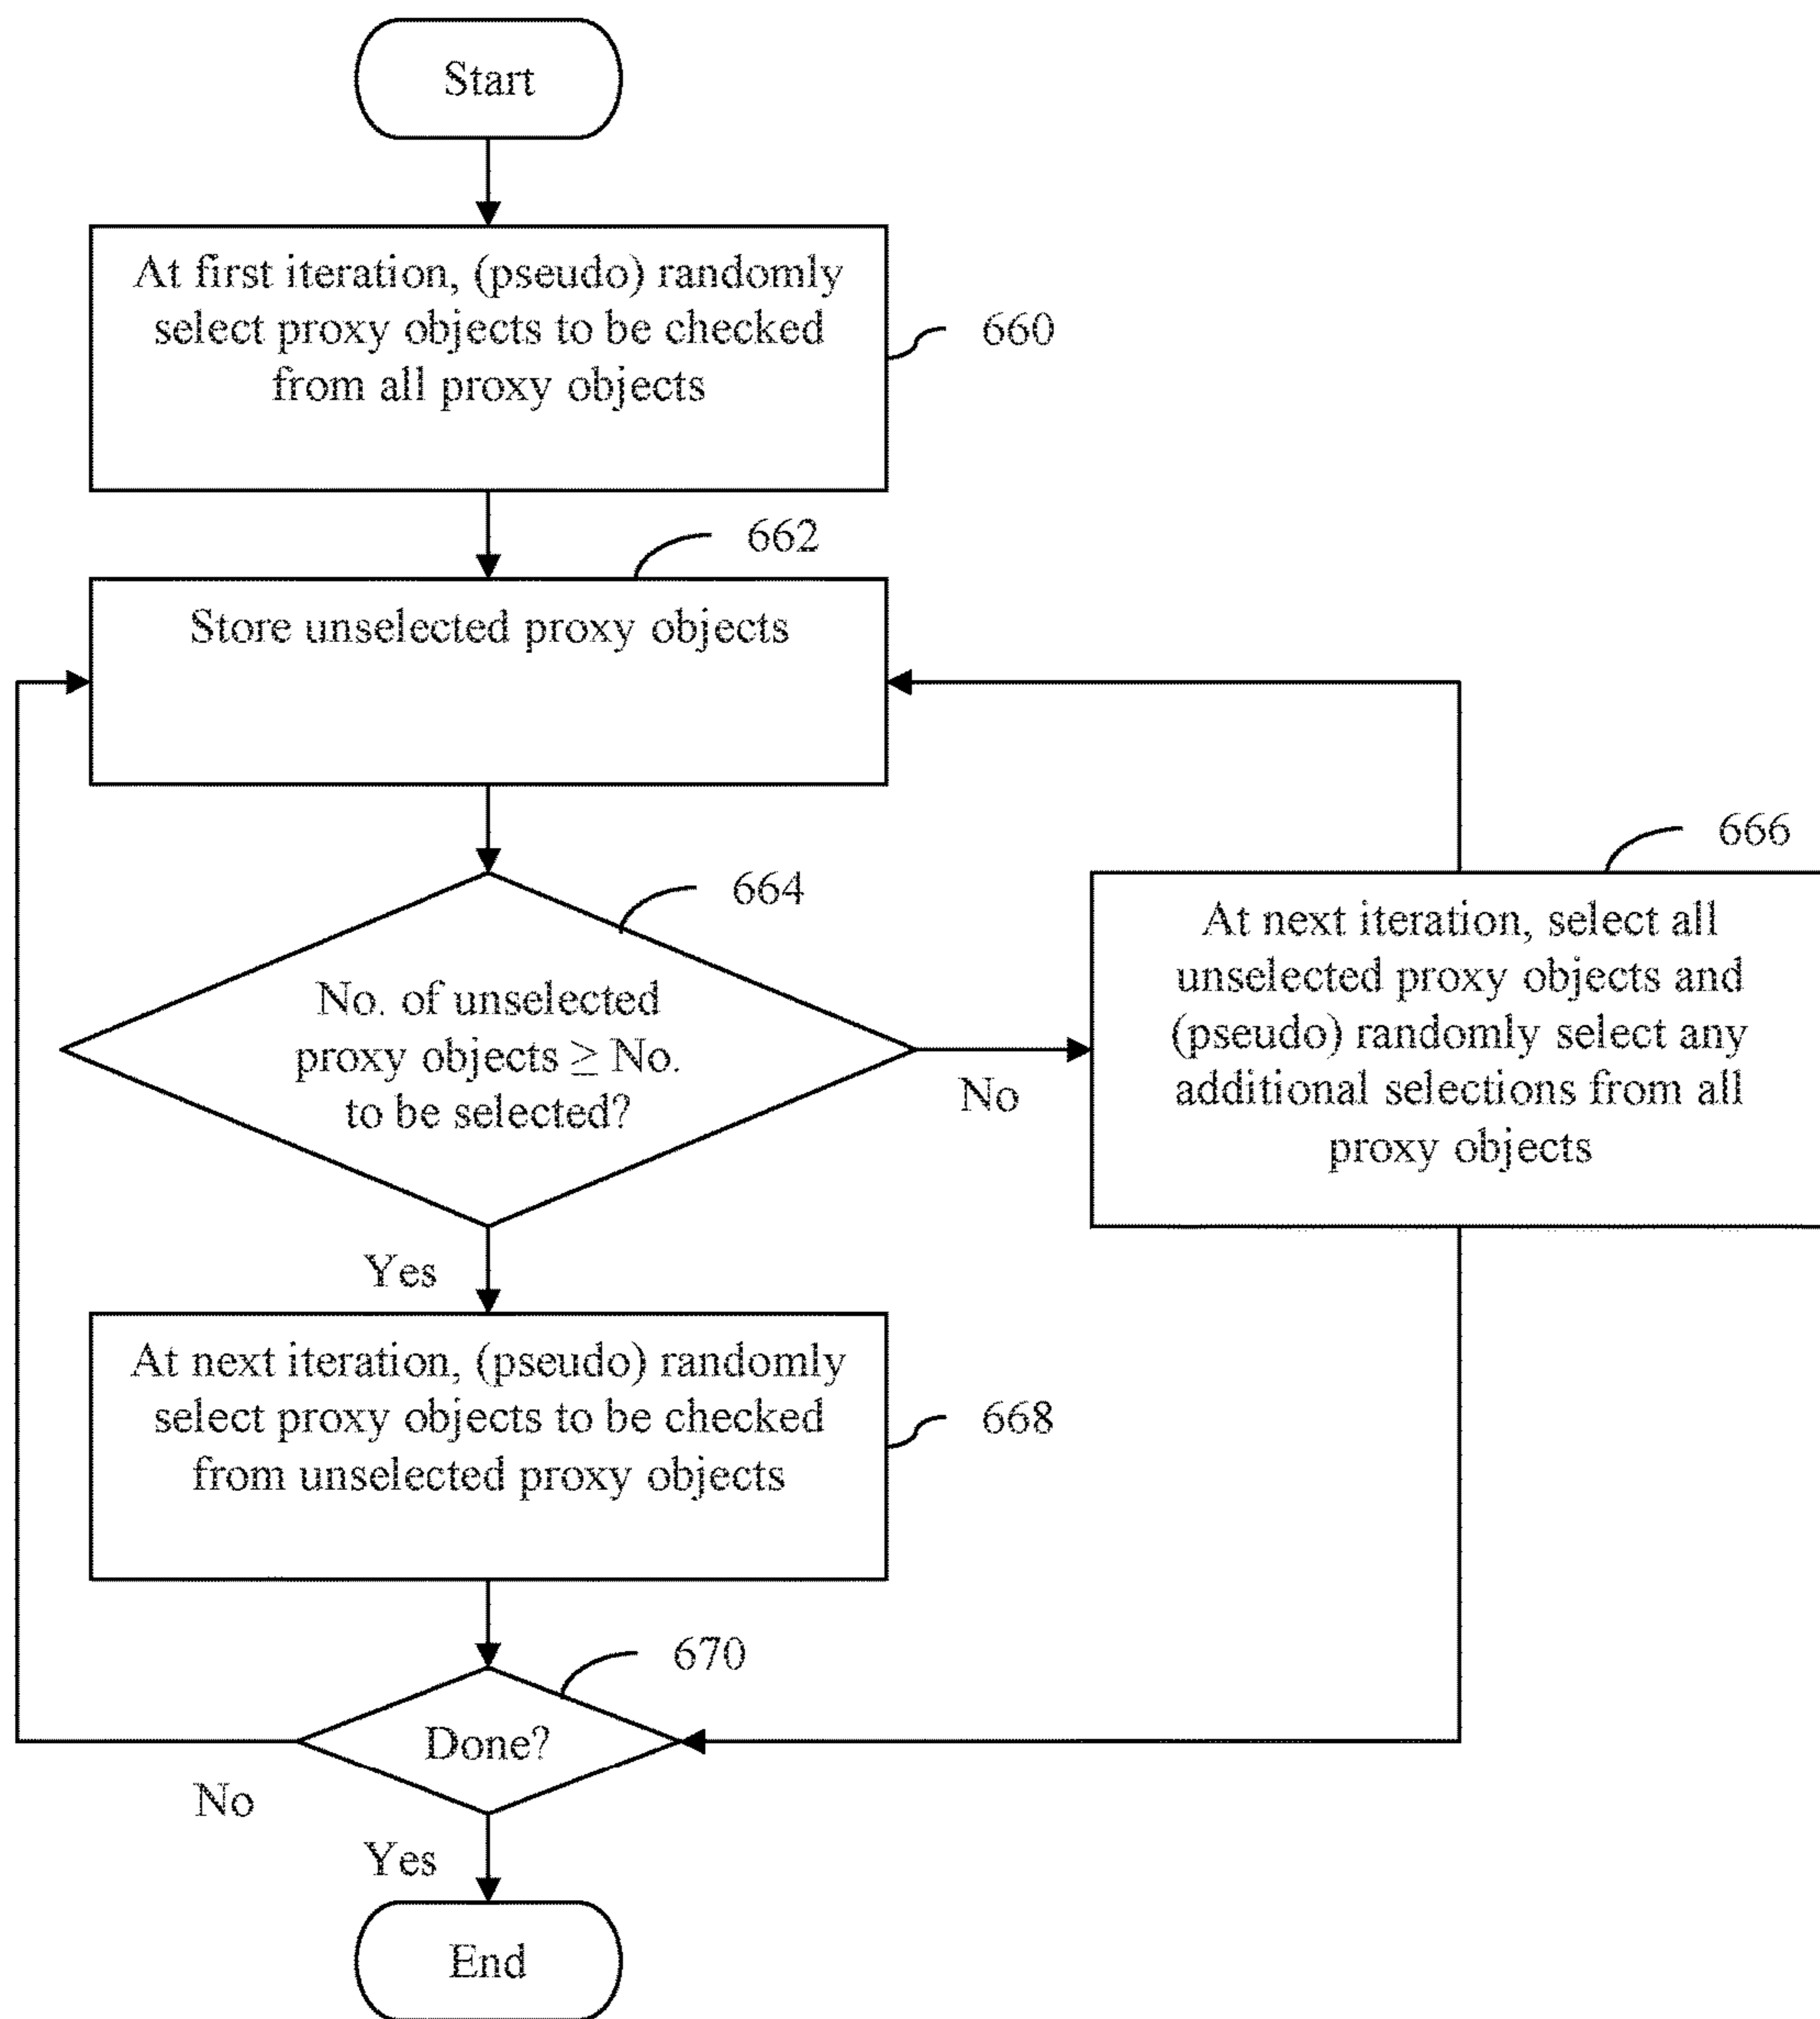 Start
At first iteration, (pseudo) randomly
select proxy objects to be checked
from all proxy objects
660
662
Store unselected proxy objects
664
No. of unselected
proxy objects ≥ No.
to be selected?
No
666
At next iteration, select all
unselected proxy objects and
(pseudo) randomly select any
additional selections from all
proxy objects
Yes
At next iteration, (pseudo) randomly
select proxy objects to be checked
from unselected proxy objects
668
670
Done?
No
Yes
End